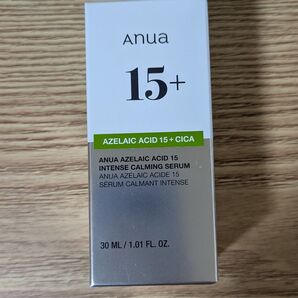 Anua
15+
AZELAIC ACID 15 + CICA
ANUA AZELAIC ACID 15
INTENSE CALMING SERUM
ANUA AZELAIC ACIDE 15
SÉRUM CALMANT INTENSE
30 ML / 1.01 FL. OZ.